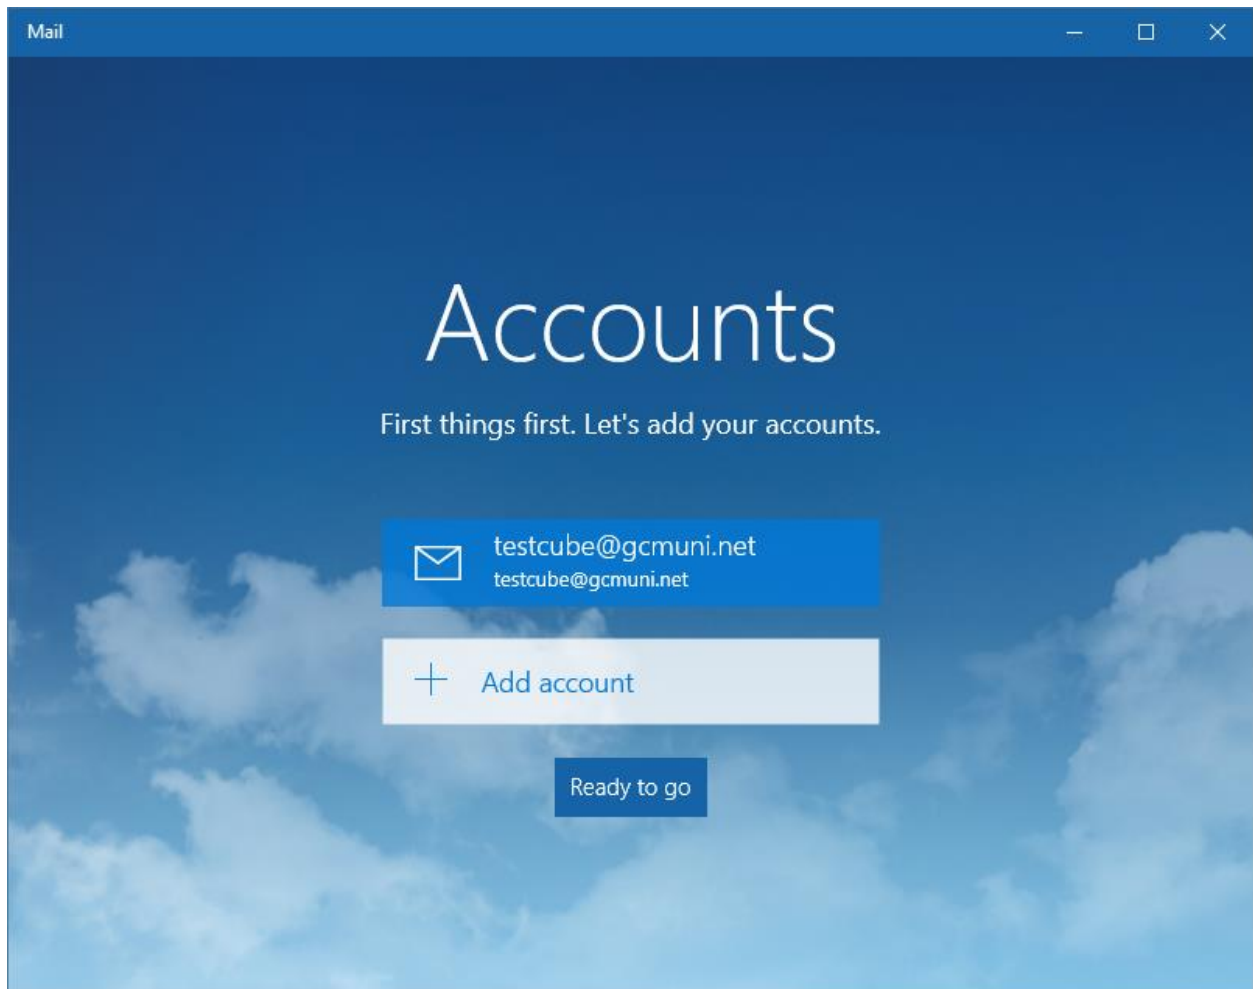 Mail
Accounts
First things first. Let's add your accounts.
testcube@gcmuni.net
testcube@gcmuni.net
Add account
Ready to go